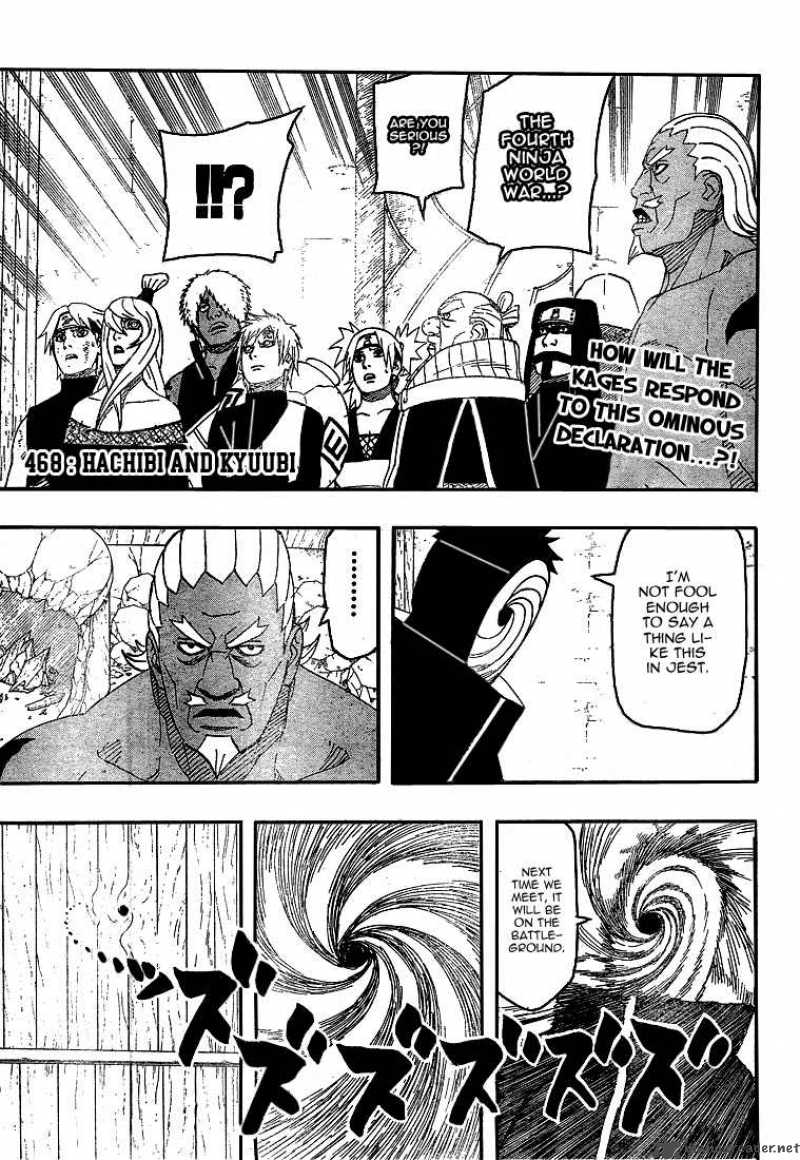 THE
FOURTH
NINJA
WORLD
WAR...?
ARE YOU
SERIOUS
?!
!!?
HOW WILL THE
KAGES RESPOND
TO THIS OMINOUS
DECLARATION...?!
468 : HACHIBI AND KYUUBI
I'M
NOT FOOL
ENOUGH
TO SAY A
THING LI-
KE THIS
IN JEST.
........
NEXT
TIME WE
MEET, IT
WILL BE
ON THE
BATTLE-
GROUND.
ズズズズズズ